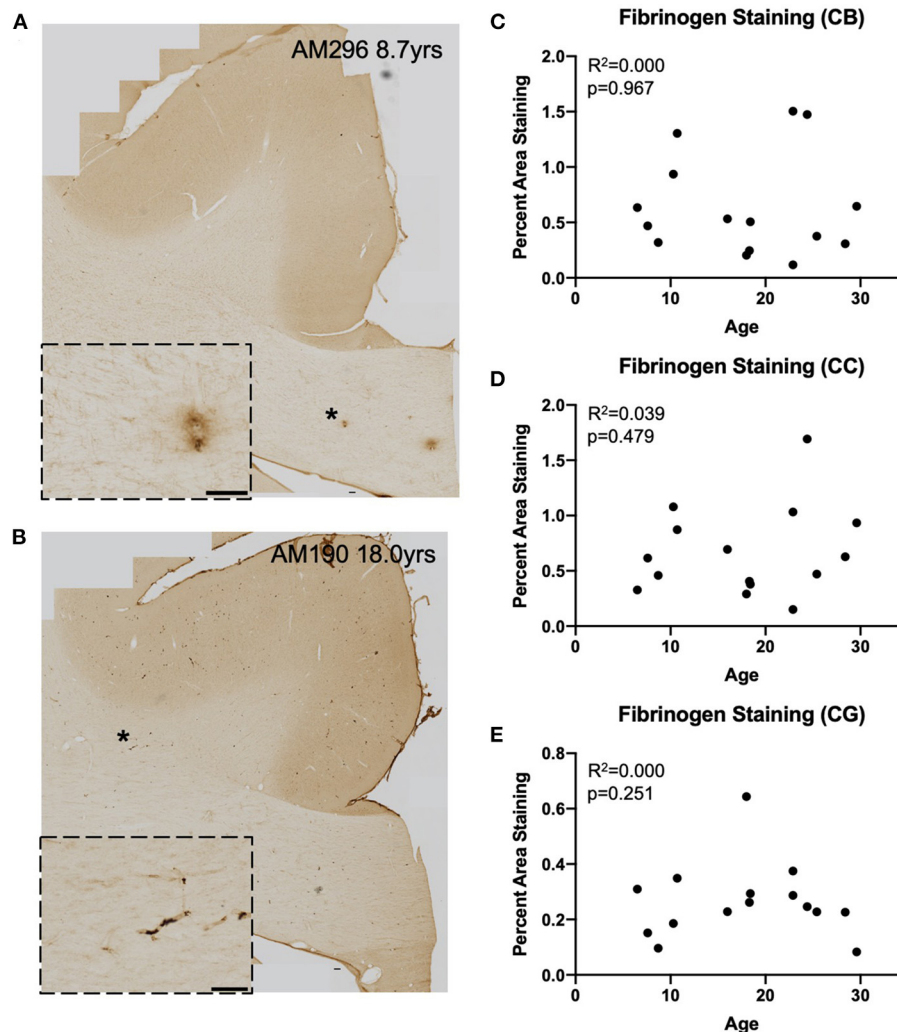 A
AM296 8.7yrs
*
B
AM190 18.0yrs
*
C
Fibrinogen Staining (CB)
R²=0.000
p=0.967
Percent Area Staining
2.0
1.5
1.0
0.5
0.0
0 10 20 30
Age
D
Fibrinogen Staining (CC)
R²=0.039
p=0.479
Percent Area Staining
2.0
1.5
1.0
0.5
0.0
0 10 20 30
Age
E
Fibrinogen Staining (CG)
R²=0.000
p=0.251
Percent Area Staining
0.8
0.6
0.4
0.2
0.0
0 10 20 30
Age